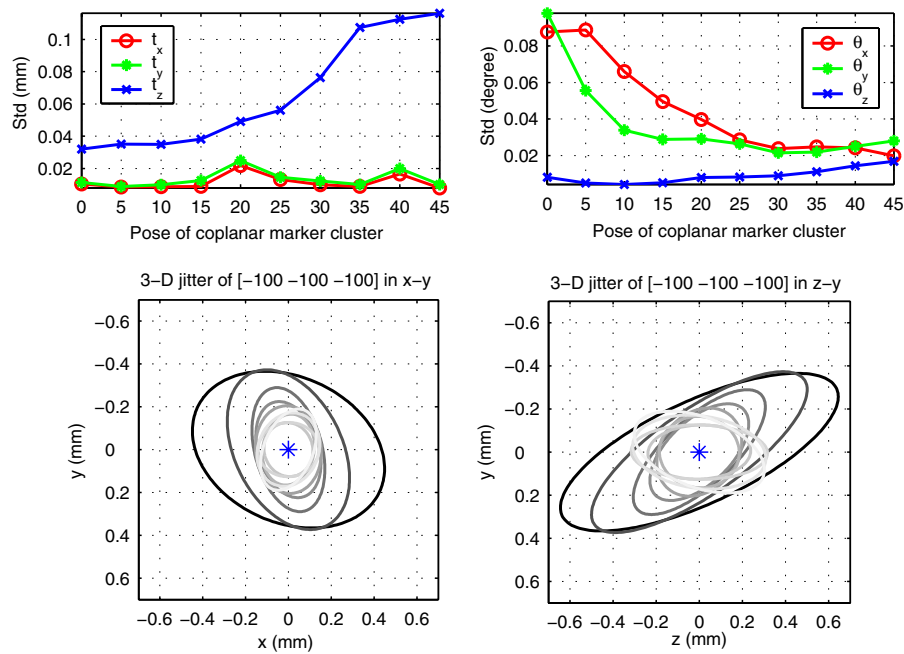 0.1
0.08
0.06
0.04
0.02
Std (mm)
t_x
t_y
t_z
0 5 10 15 20 25 30 35 40 45
Pose of coplanar marker cluster
0.08
0.06
0.04
0.02
Std (degree)
θ_x
θ_y
θ_z
0 5 10 15 20 25 30 35 40 45
Pose of coplanar marker cluster
3−D jitter of [−100 −100 −100] in x−y
−0.6
−0.4
−0.2
0
0.2
0.4
0.6
y (mm)
−0.6 −0.4 −0.2 0 0.2 0.4 0.6
x (mm)
3−D jitter of [−100 −100 −100] in z−y
−0.6
−0.4
−0.2
0
0.2
0.4
0.6
y (mm)
−0.6 −0.4 −0.2 0 0.2 0.4 0.6
z (mm)